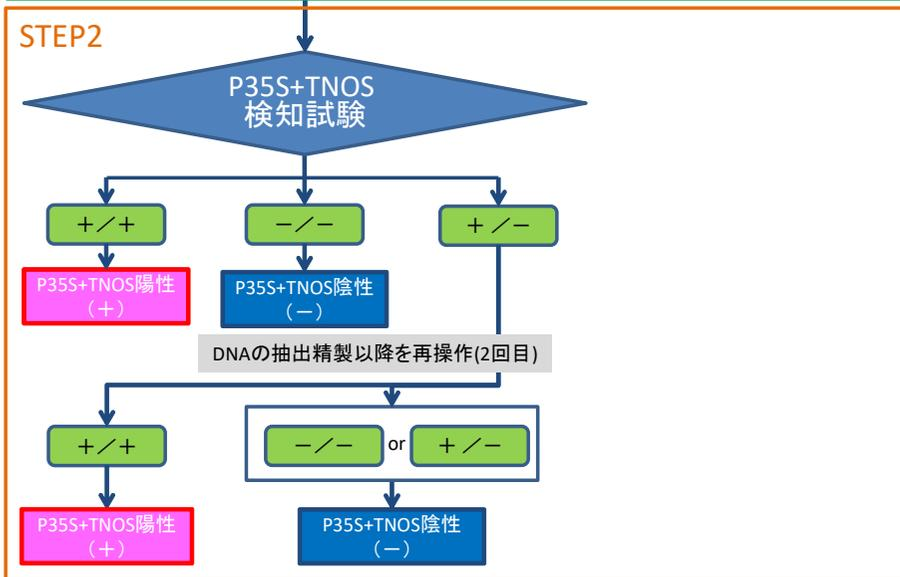 STEP2
P35S+TNOS
検知試験
＋／＋
－／－
＋／－
P35S+TNOS陽性
（＋）
P35S+TNOS陰性
（－）
DNAの抽出精製以降を再操作(2回目)
＋／＋
－／－ or ＋／－
P35S+TNOS陽性
（＋）
P35S+TNOS陰性
（－）